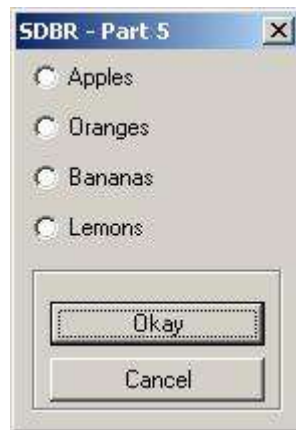 SDBR - Part 5
Apples
Oranges
Bananas
Lemons
Okay
Cancel